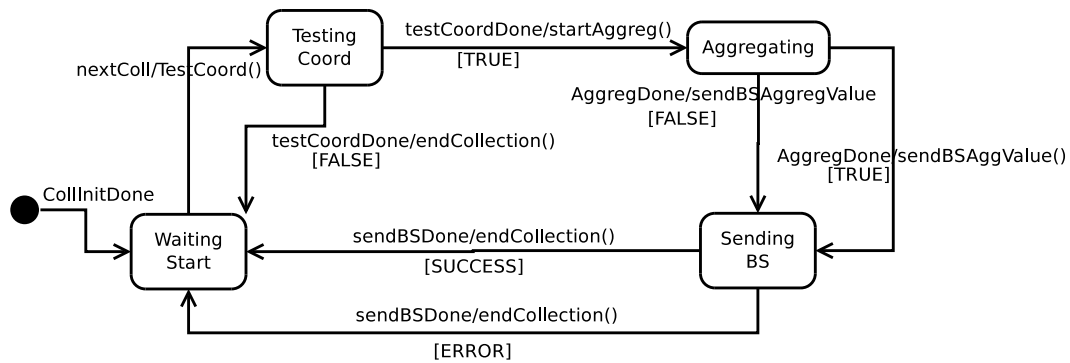 Testing
Coord
testCoordDone/startAggreg()
[TRUE]
Aggregating
nextColl/TestCoord()
AggregDone/sendBSAggregValue
[FALSE]
testCoordDone/endCollection()
[FALSE]
AggregDone/sendBSAggValue()
[TRUE]
CollInitDone
Waiting
Start
sendBSDone/endCollection()
[SUCCESS]
Sending
BS
sendBSDone/endCollection()
[ERROR]